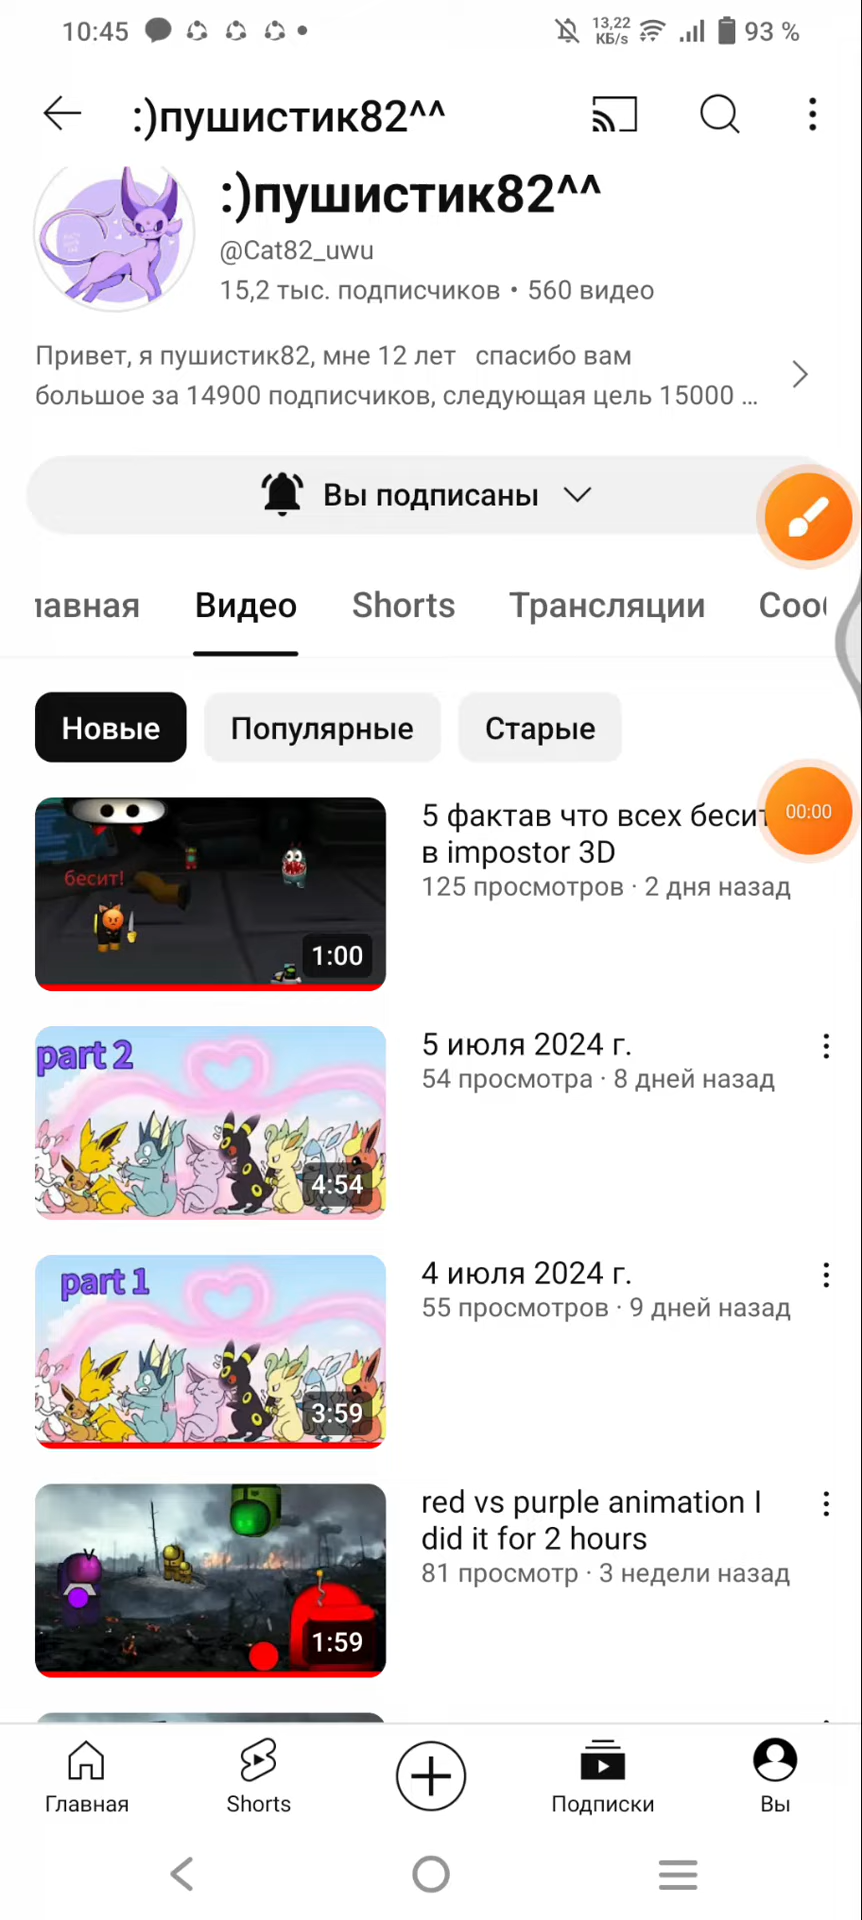 10:45
13,22
КБ/s
93 %
:)пушистик82^^
:)пушистик82^^
@Cat82_uwu
15,2 тыс. подписчиков • 560 видео
Привет, я пушистик82, мне 12 лет спасибо вам
большое за 14900 подписчиков, следующая цель 15000 ...
Вы подписаны
лавная Видео Shorts Трансляции Сооб
Новые Популярные Старые
бесит!
1:00
5 фактав что всех бесит
в impostor 3D
125 просмотров · 2 дня назад
00:00
part 2
4:54
5 июля 2024 г.
54 просмотра · 8 дней назад
part 1
3:59
4 июля 2024 г.
55 просмотров · 9 дней назад
1:59
red vs purple animation I
did it for 2 hours
81 просмотр · 3 недели назад
Главная Shorts Подписки Вы